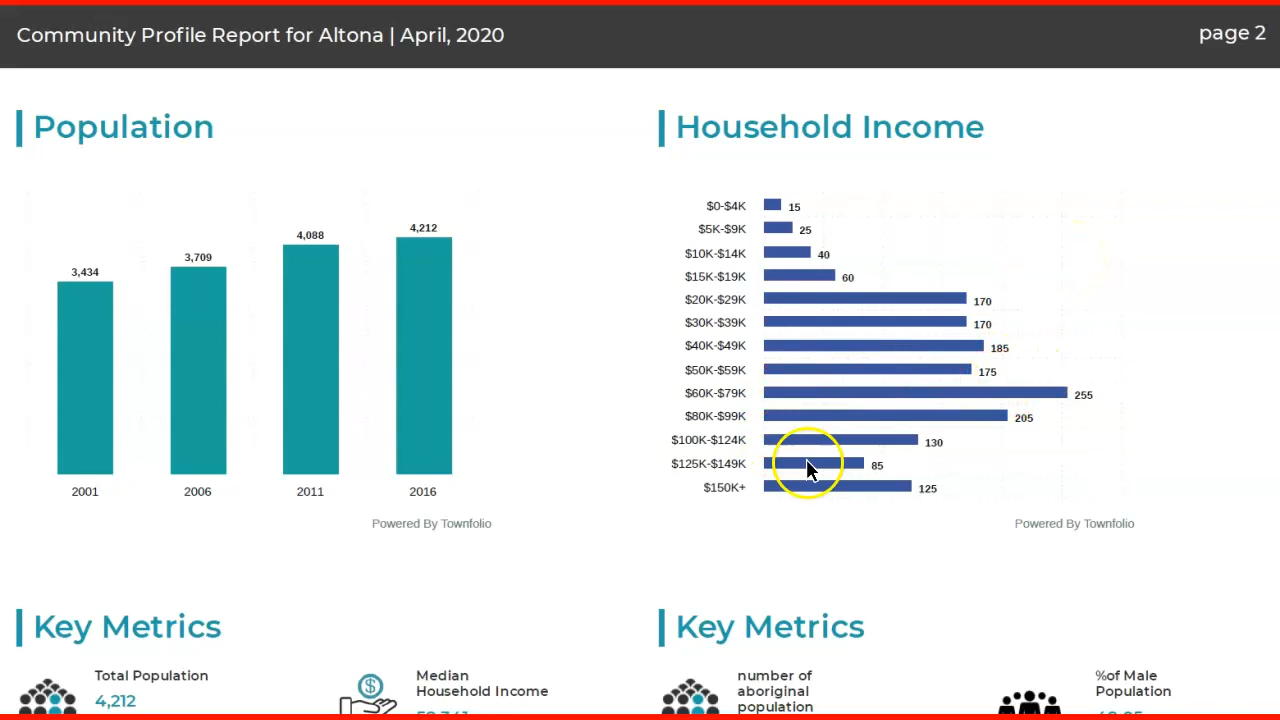 Community Profile Report for Altona | April, 2020
page 2
Population
3,434
3,709
4,088
4,212
2001
2006
2011
2016
Powered By Townfolio
Household Income
$0-$4K 15
$5K-$9K 25
$10K-$14K 40
$15K-$19K 60
$20K-$29K 170
$30K-$39K 170
$40K-$49K 185
$50K-$59K 175
$60K-$79K 255
$80K-$99K 205
$100K-$124K 130
$125K-$149K 85
$150K+ 125
Powered By Townfolio
Key Metrics
Total Population
4,212
Median
Household Income
Key Metrics
number of
aboriginal
population
%of Male
Population